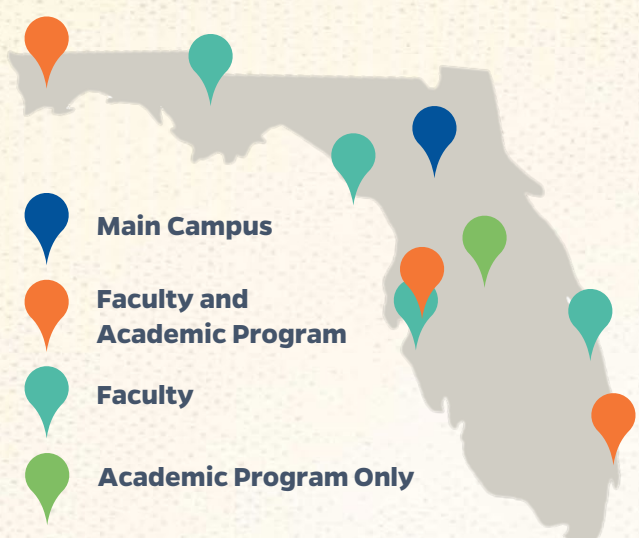 Main Campus
Faculty and
Academic Program
Faculty
Academic Program Only